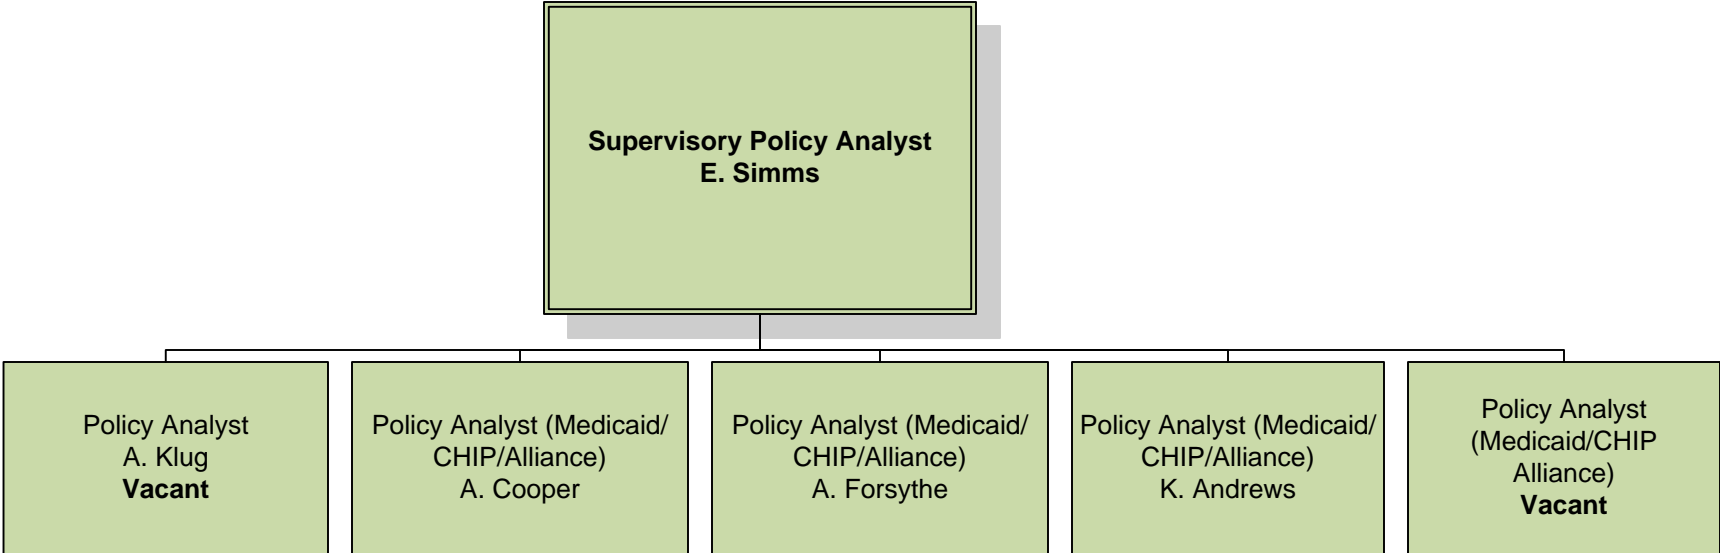 Supervisory Policy Analyst
E. Simms
Policy Analyst
A. Klug
Vacant
Policy Analyst (Medicaid/
CHIP/Alliance)
A. Cooper
Policy Analyst (Medicaid/
CHIP/Alliance)
A. Forsythe
Policy Analyst (Medicaid/
CHIP/Alliance)
K. Andrews
Policy Analyst
(Medicaid/CHIP
Alliance)
Vacant